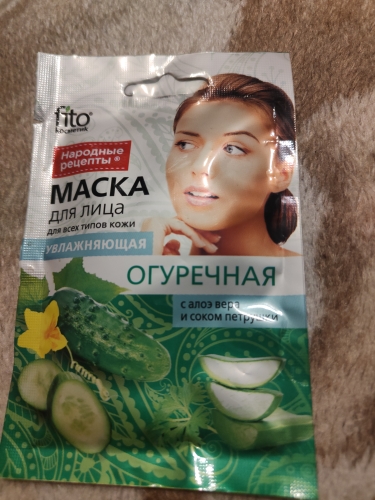 fito
косметик
Народные
рецепты®
МАСКА
для лица
для всех типов кожи
УВЛАЖНЯЮЩАЯ
ОГУРЕЧНАЯ
с алоэ вера
и соком петрушки